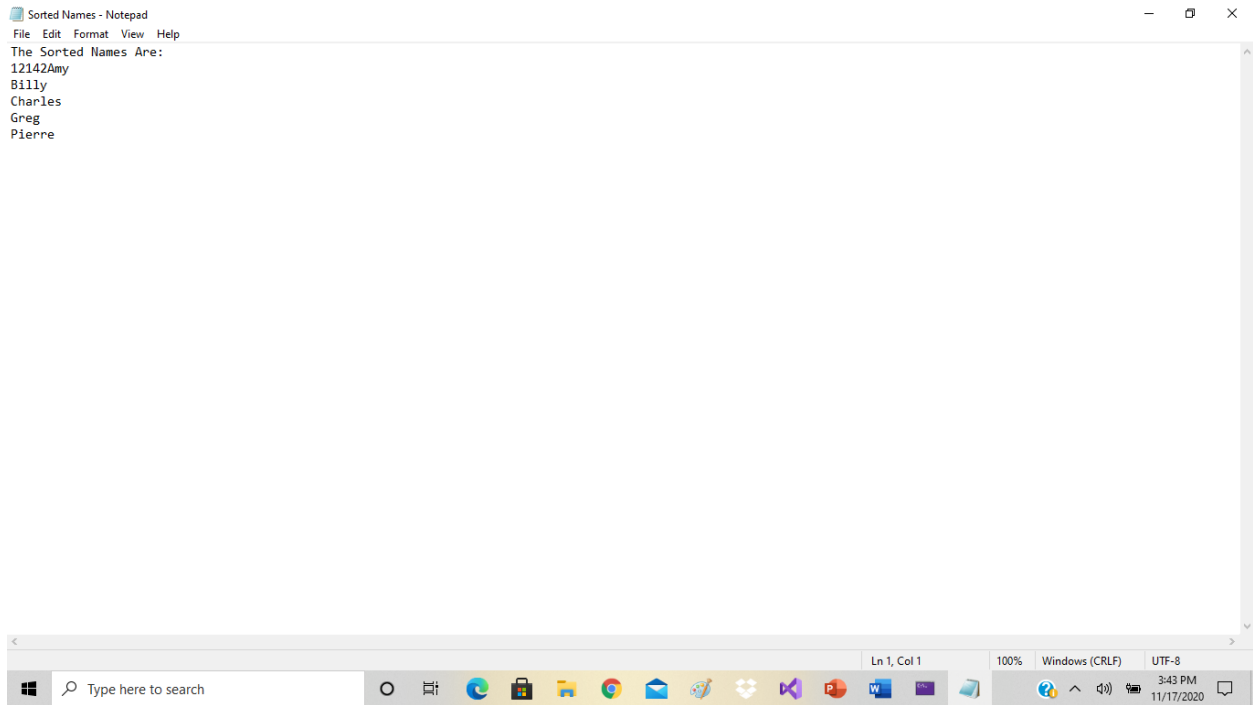 Sorted Names - Notepad
File Edit Format View Help
The Sorted Names Are:
12142Amy
Billy
Charles
Greg
Pierre
Ln 1, Col 1 100% Windows (CRLF) UTF-8
Type here to search
3:43 PM
11/17/2020